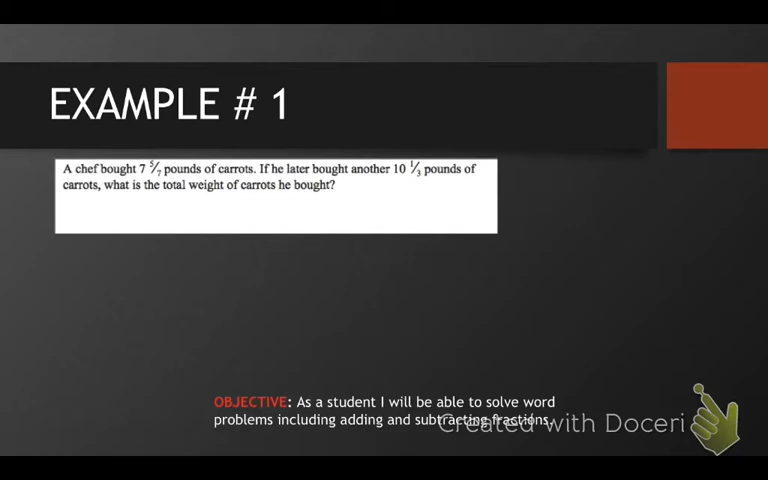 EXAMPLE # 1
A chef bought 7 5/7 pounds of carrots. If he later bought another 10 1/3 pounds of
carrots, what is the total weight of carrots he bought?
OBJECTIVE: As a student I will be able to solve word
problems including adding and subtracting fractions.
Created with Doceri